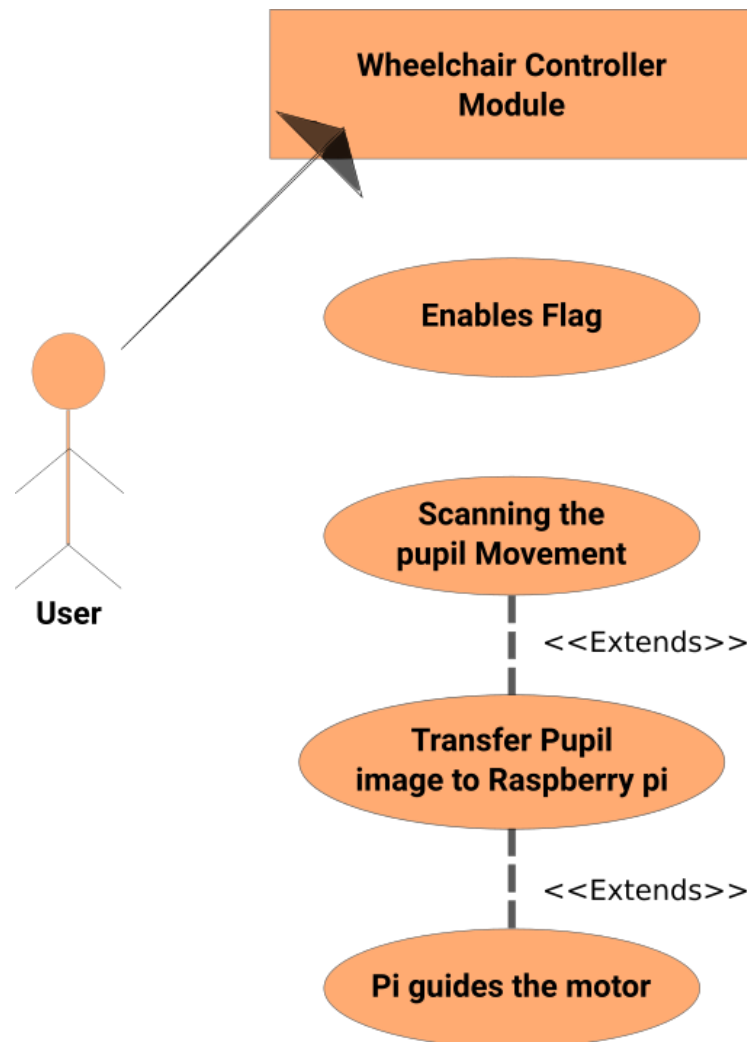 Wheelchair Controller
Module
Enables Flag
Scanning the
pupil Movement
User
<<Extends>>
Transfer Pupil
image to Raspberry pi
<<Extends>>
Pi guides the motor